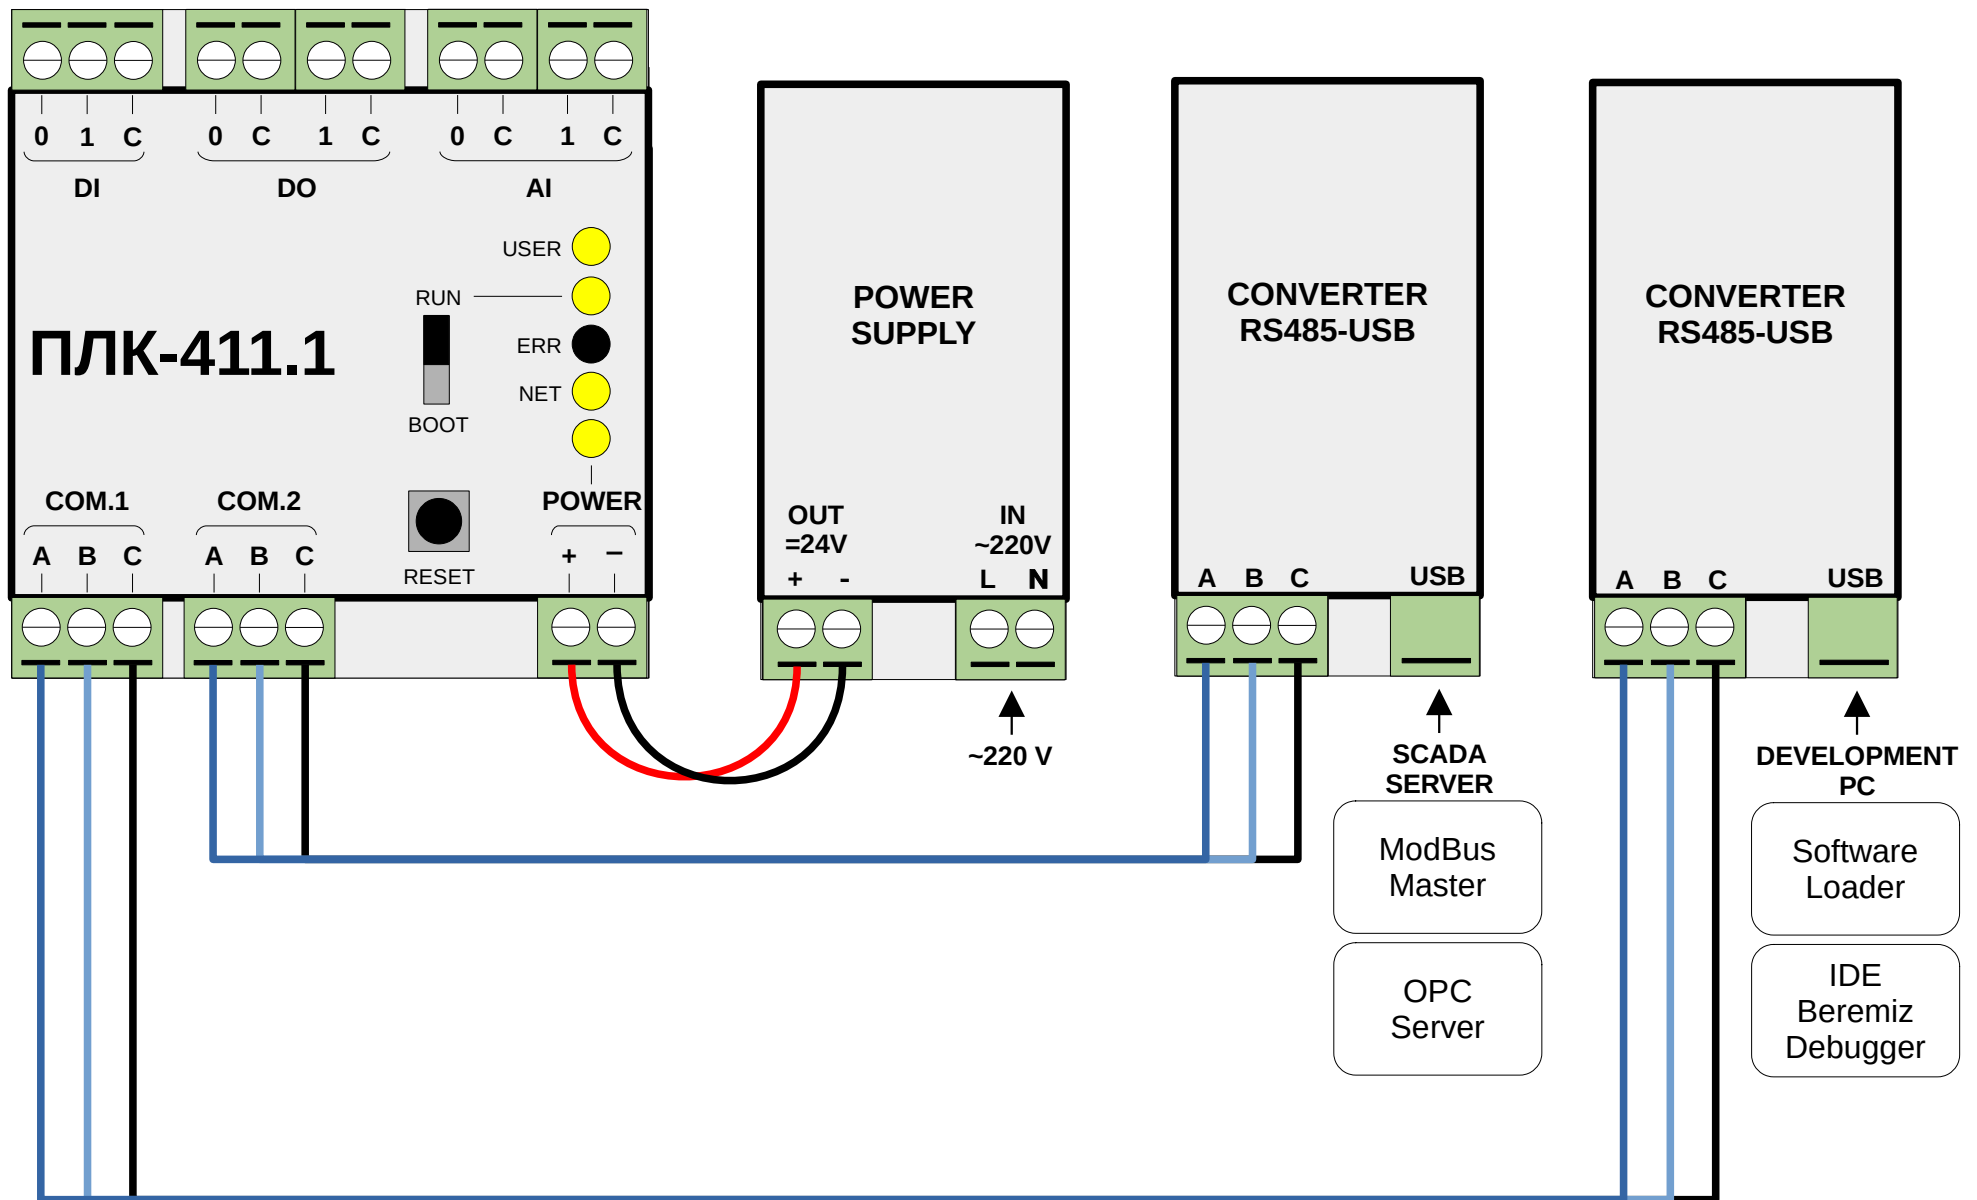 0 1 C 0 C 1 C 0 C 1 C
DI DO AI
USER
RUN
ПЛК-411.1
ERR
NET
BOOT
COM.1 COM.2 POWER
A B C A B C + –
RESET
POWER
SUPPLY
OUT
=24V
+ -
IN
~220V
L N
~220 V
CONVERTER
RS485-USB
A B C USB
SCADA
SERVER
ModBus
Master
OPC
Server
CONVERTER
RS485-USB
A B C USB
DEVELOPMENT
PC
Software
Loader
IDE
Beremiz
Debugger